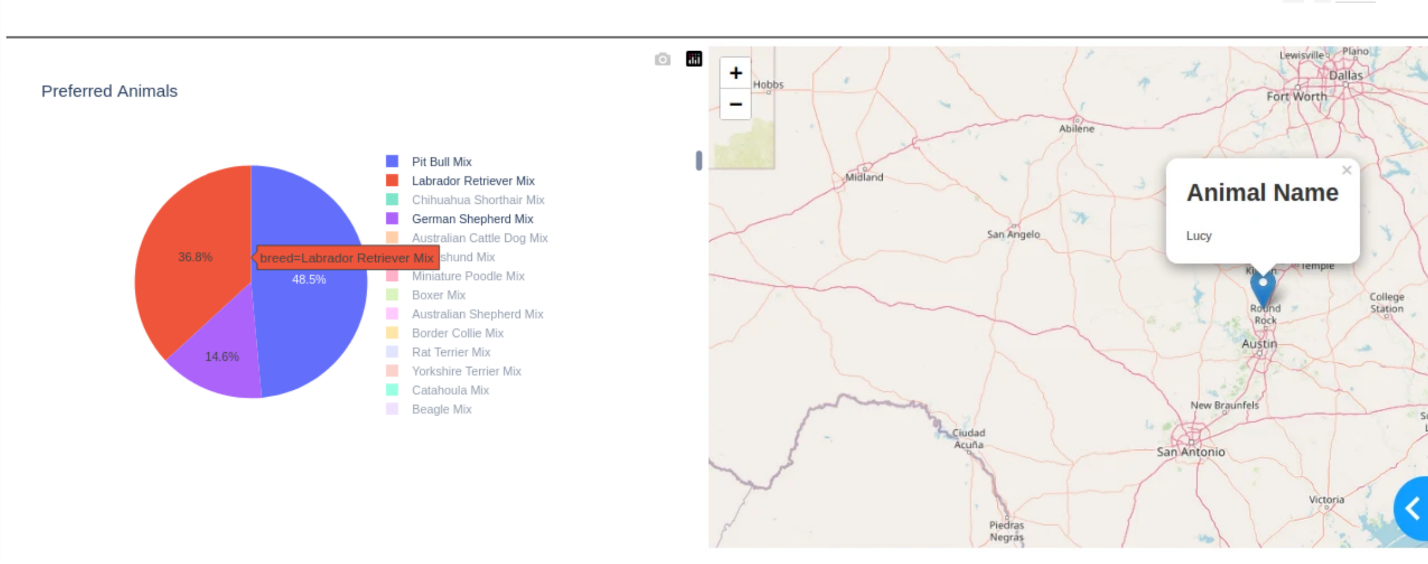 Preferred Animals
Pit Bull Mix
Labrador Retriever Mix
Chihuahua Shorthair Mix
German Shepherd Mix
Australian Cattle Dog Mix
shund Mix
Miniature Poodle Mix
Boxer Mix
Australian Shepherd Mix
Border Collie Mix
Rat Terrier Mix
Yorkshire Terrier Mix
Catahoula Mix
Beagle Mix
36.8%
48.5%
14.6%
breed=Labrador Retriever Mix
+
−
Hobbs
Lewisville
Plano
Dallas
Fort Worth
Abilene
Midland
San Angelo
×
Animal Name
Lucy
Temple
Round
Rock
College
Station
Austin
New Braunfels
Ciudad
Acuña
San Antonio
Victoria
Piedras
Negras